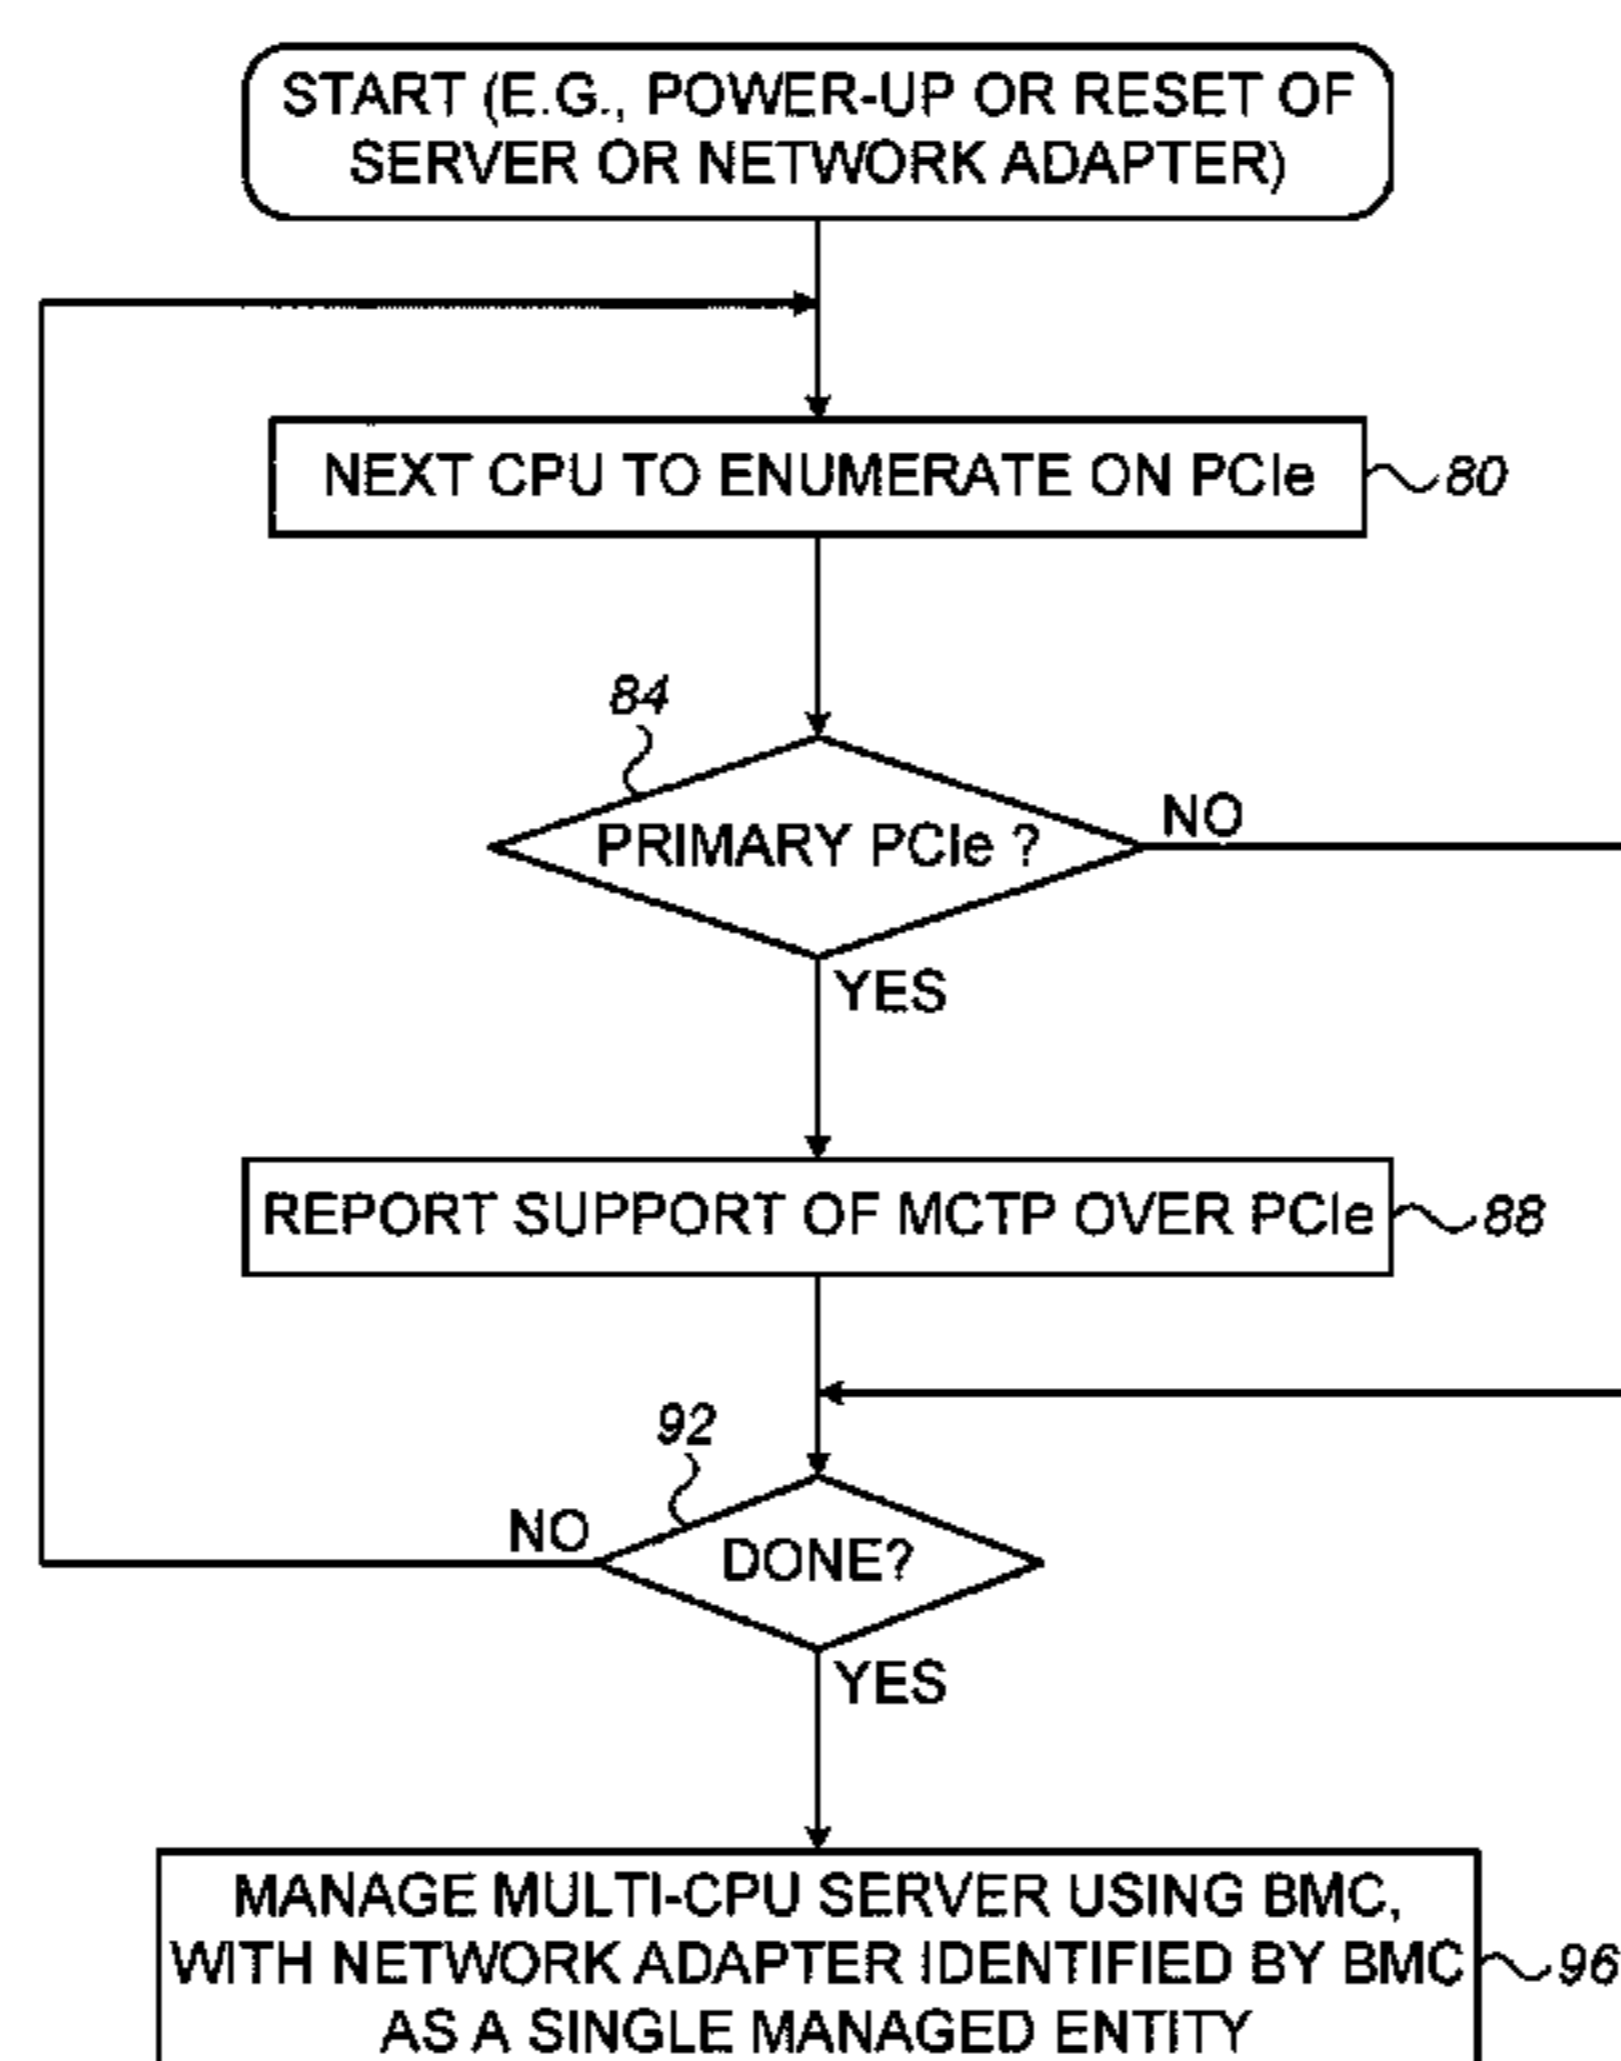 START (E.G., POWER-UP OR RESET OF
SERVER OR NETWORK ADAPTER)
NEXT CPU TO ENUMERATE ON PCIe
80
84
PRIMARY PCIe ?
NO
YES
REPORT SUPPORT OF MCTP OVER PCIe
88
92
NO
DONE?
YES
MANAGE MULTI-CPU SERVER USING BMC,
WITH NETWORK ADAPTER IDENTIFIED BY BMC
96
AS A SINGLE MANAGED ENTITY